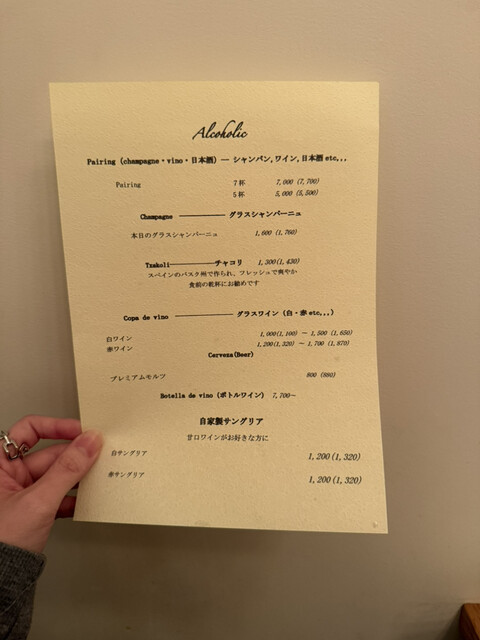 Alcoholic
Pairing (champagne・vino・日本酒) ― シャンパン,ワイン,日本酒 etc,,,
Pairing 7杯 7,000 (7,700)
5杯 5,000 (5,500)
Champagne ――――― グラスシャンパーニュ
本日のグラスシャンパーニュ 1,600 (1,760)
Txakoli―――――チャコリ 1,300(1,430)
スペインのバスク州で作られ、フレッシュで爽やか
食前の乾杯にお勧めです
Copa de vino ――――――― グラスワイン (白・赤 etc,,,)
白ワイン 1,000(1,100) ~ 1,500 (1,650)
赤ワイン 1,200(1,320) ~ 1,700 (1,870)
Cerveza(Beer)
プレミアムモルツ 800 (880)
Botella de vino (ボトルワイン) 7,700~
自家製サングリア
甘口ワインがお好きな方に
白サングリア 1,200(1,320)
赤サングリア 1,200(1,320)